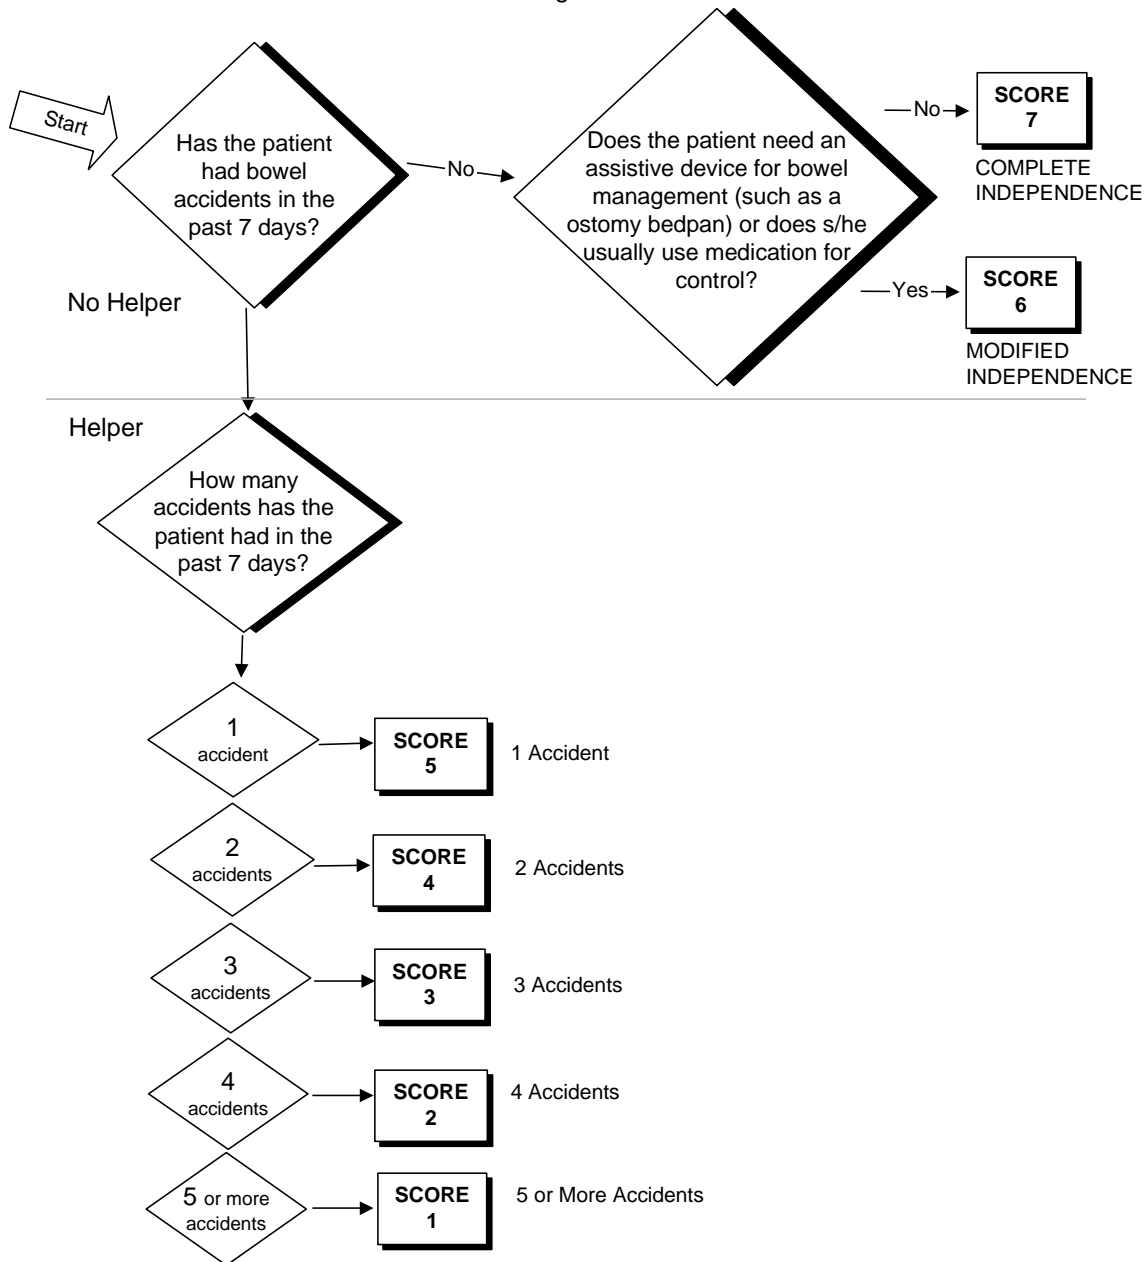 Start
Has the patient
had bowel
accidents in the
past 7 days?
No
Does the patient need an
assistive device for bowel
management (such as a
ostomy bedpan) or does s/he
usually use medication for
control?
No
SCORE
7
COMPLETE
INDEPENDENCE
Yes
SCORE
6
MODIFIED
INDEPENDENCE
No Helper
Helper
How many
accidents has the
patient had in the
past 7 days?
1
accident
SCORE
5
1 Accident
2
accidents
SCORE
4
2 Accidents
3
accidents
SCORE
3
3 Accidents
4
accidents
SCORE
2
4 Accidents
5 or more
accidents
SCORE
1
5 or More Accidents